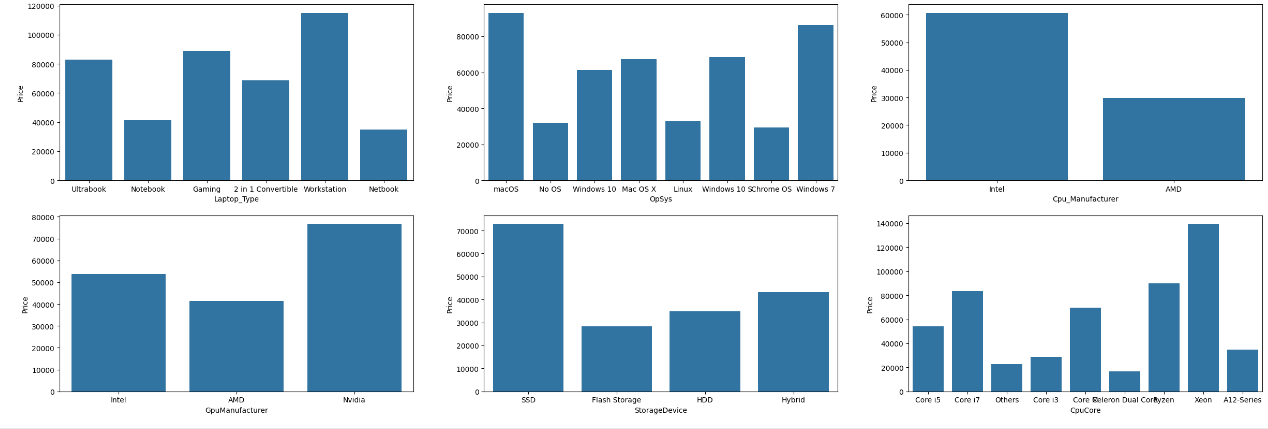 120000
100000
80000
60000
40000
20000
0
Price
Ultrabook Notebook Gaming 2 in 1 Convertible Workstation Netbook
Laptop_Type
80000
60000
40000
20000
0
Price
macOS No OS Windows 10 Mac OS X Linux Windows 10 S Chrome OS Windows 7
OpSys
60000
50000
40000
30000
20000
10000
0
Price
Intel AMD
Cpu_Manufacturer
80000
70000
60000
50000
40000
30000
20000
10000
0
Price
Intel AMD Nvidia
GpuManufacturer
70000
60000
50000
40000
30000
20000
10000
0
Price
SSD Flash Storage HDD Hybrid
StorageDevice
140000
120000
100000
80000
60000
40000
20000
0
Price
Core i5 Core i7 Others Core i3 Core Celeron Dual Core Ryzen Xeon A12-Series
CpuCore